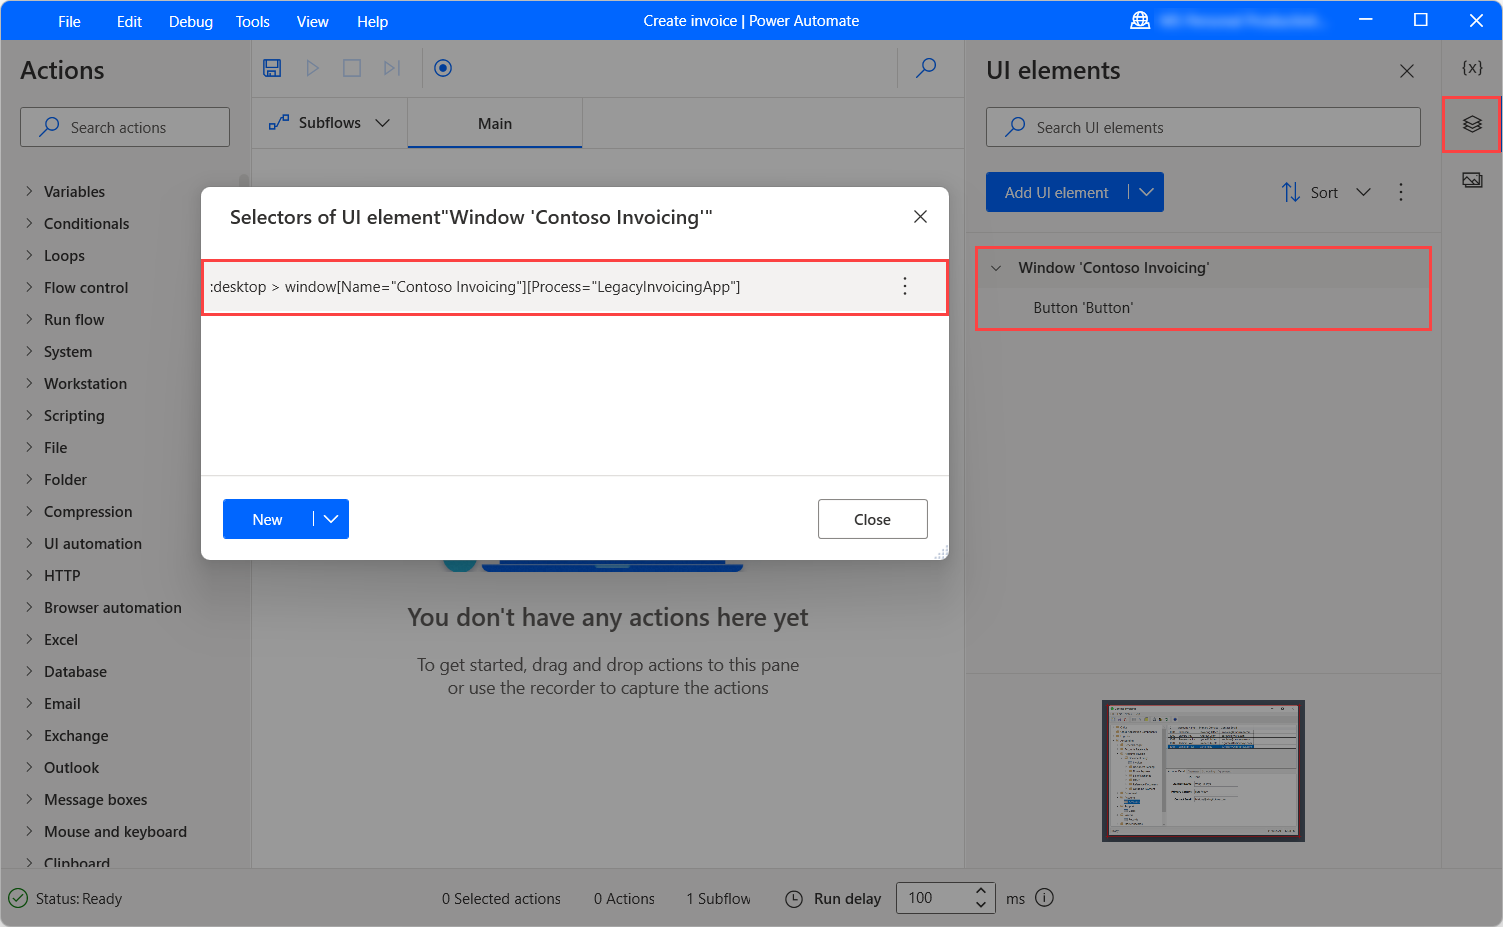 File Edit Debug Tools View Help
Create invoice | Power Automate
Actions
Search actions
Variables
Conditionals
Loops
Flow control
Run flow
System
Workstation
Scripting
File
Folder
Compression
UI automation
HTTP
Browser automation
Excel
Database
Email
Exchange
Outlook
Message boxes
Mouse and keyboard
Clipboard
Subflows
Main
Selectors of UI element"Window 'Contoso Invoicing'"
:desktop > window[Name="Contoso Invoicing"][Process="LegacyInvoicingApp"]
New
Close
You don't have any actions here yet
To get started, drag and drop actions to this pane
or use the recorder to capture the actions
UI elements
{x}
Search UI elements
Add UI element
Sort
Window 'Contoso Invoicing'
Button 'Button'
Status: Ready
0 Selected actions
0 Actions
1 Subflow
Run delay
100
ms